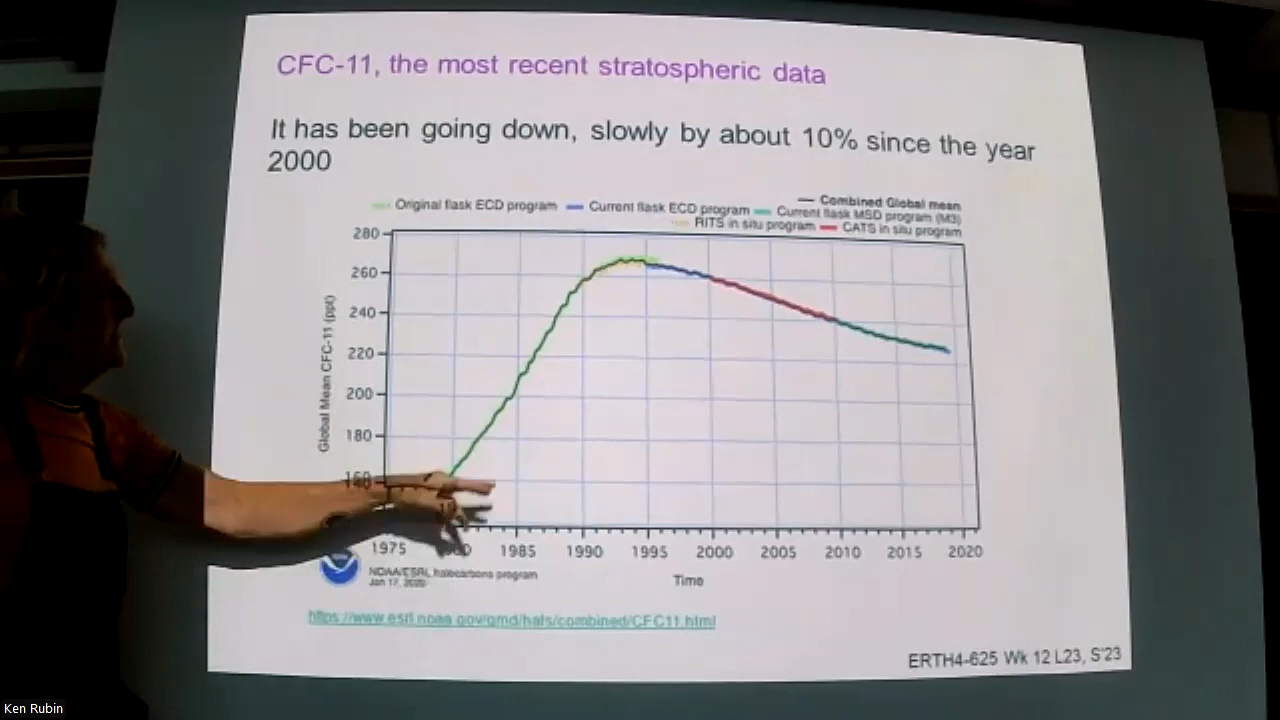 CFC-11, the most recent stratospheric data
It has been going down, slowly by about 10% since the year
2000
Combined Global mean
Original flask ECD program Current flask ECD program Current flask MSD program (M3)
RITS in situ program CATS in situ program
280
260
240
220
200
180
160
Global Mean CFC-11 (ppt)
1975 1985 1990 1995 2000 2005 2010 2015 2020
Time
NOAA/ESRL halocarbons program
Jan 17, 2020
https://www.esrl.noaa.gov/gmd/hats/combined/CFC11.html
ERTH4-625 Wk 12 L23, S'23
Ken Rubin